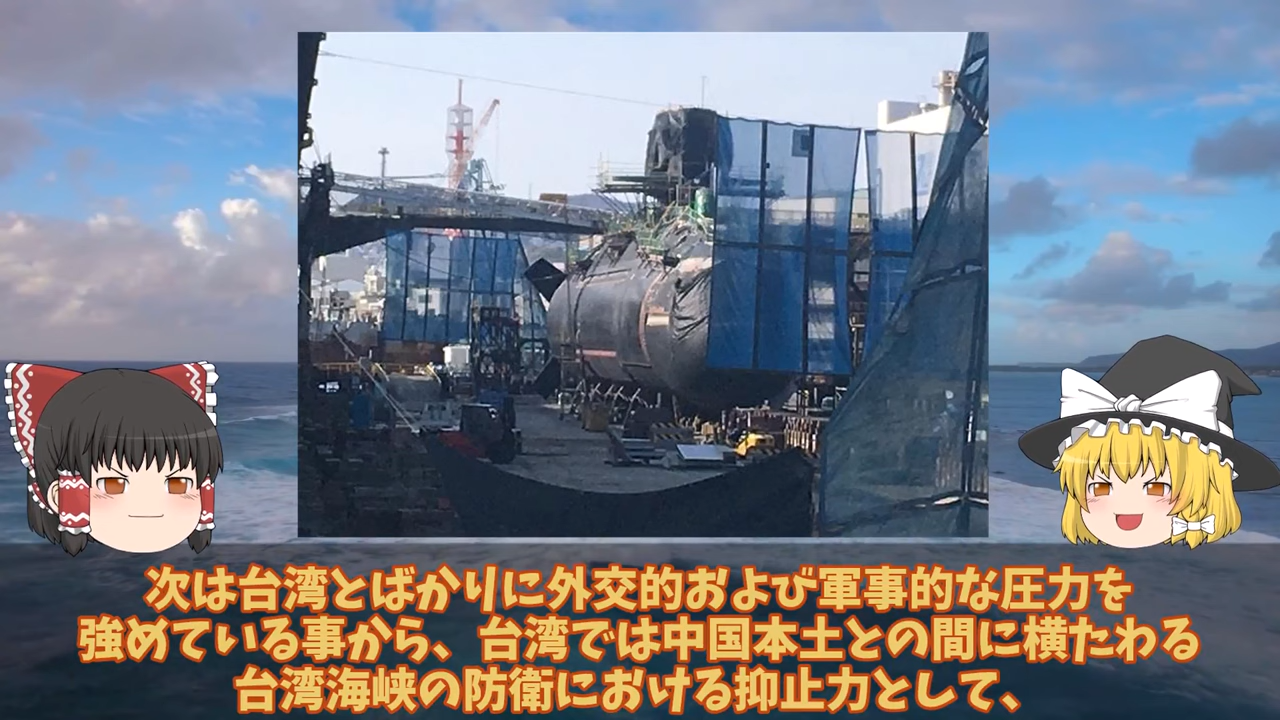 次は台湾とばかりに外交的および軍事的な圧力を
強めている事から、台湾では中国本土との間に横たわる
台湾海峡の防衛における抑止力として、